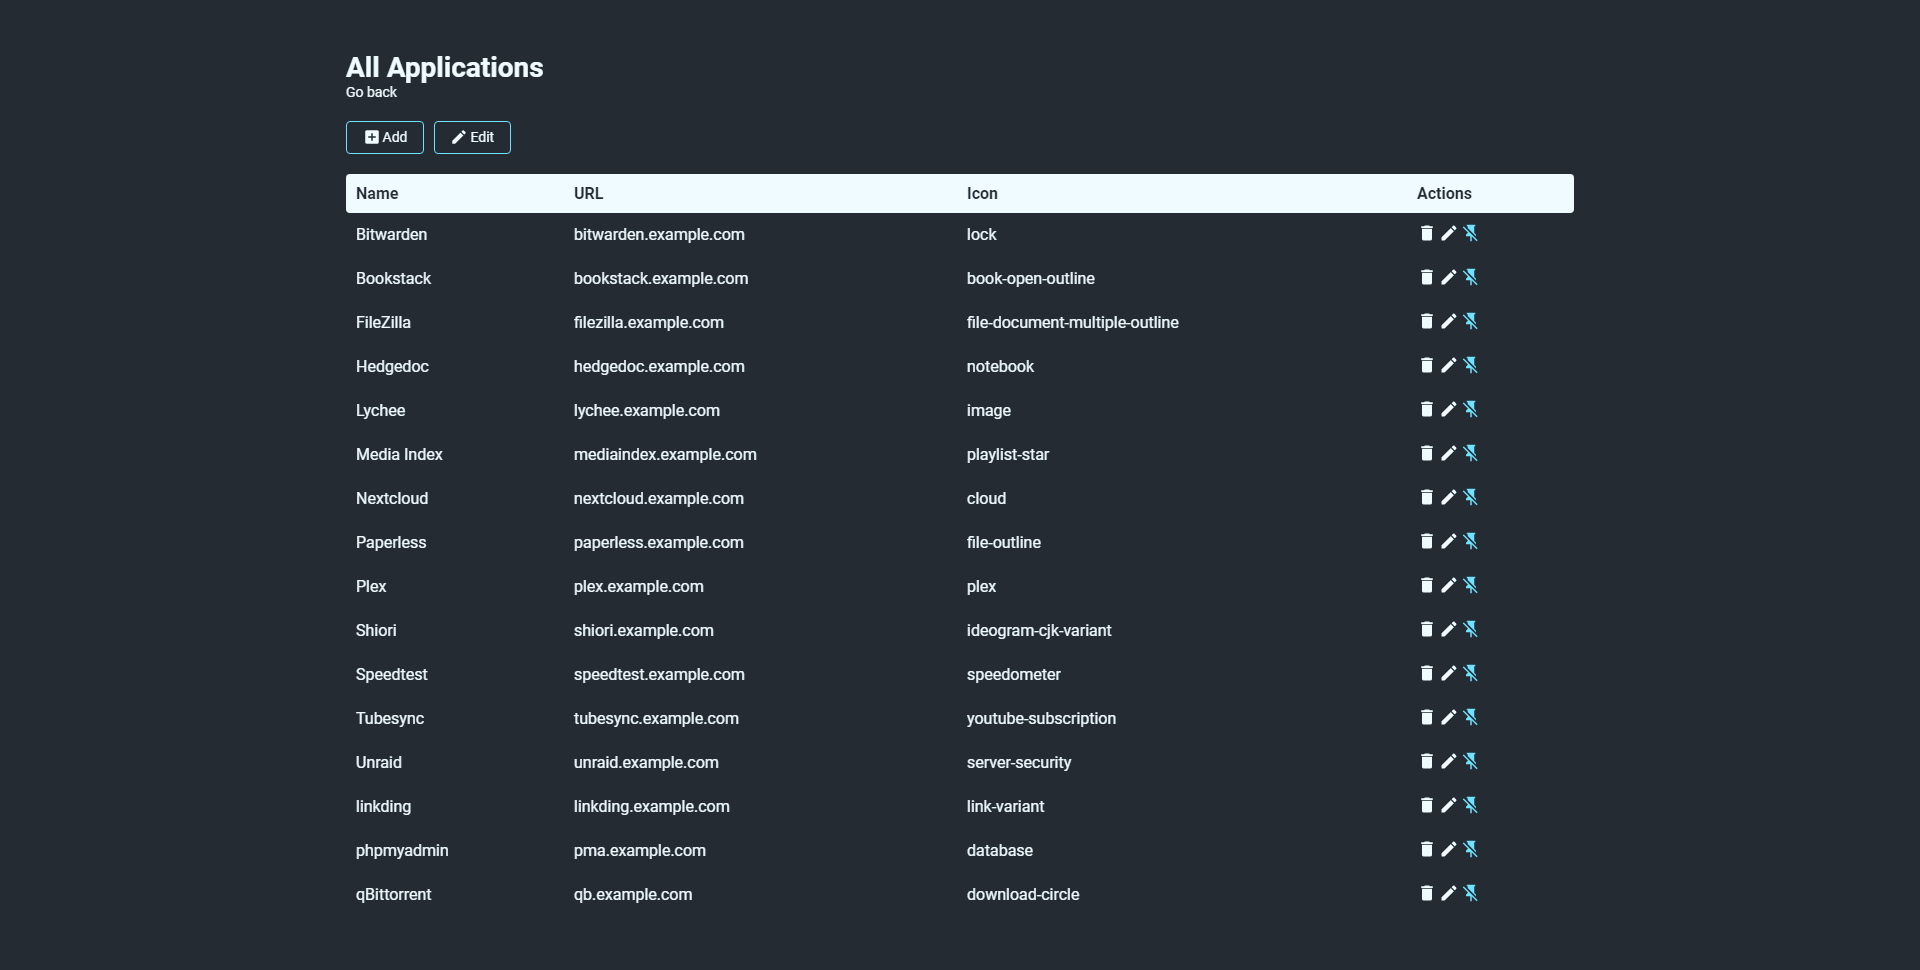 All Applications
Go back
Add Edit
Name URL Icon Actions
Bitwarden bitwarden.example.com lock
Bookstack bookstack.example.com book-open-outline
FileZilla filezilla.example.com file-document-multiple-outline
Hedgedoc hedgedoc.example.com notebook
Lychee lychee.example.com image
Media Index mediaindex.example.com playlist-star
Nextcloud nextcloud.example.com cloud
Paperless paperless.example.com file-outline
Plex plex.example.com plex
Shiori shiori.example.com ideogram-cjk-variant
Speedtest speedtest.example.com speedometer
Tubesync tubesync.example.com youtube-subscription
Unraid unraid.example.com server-security
linkding linkding.example.com link-variant
phpmyadmin pma.example.com database
qBittorrent qb.example.com download-circle